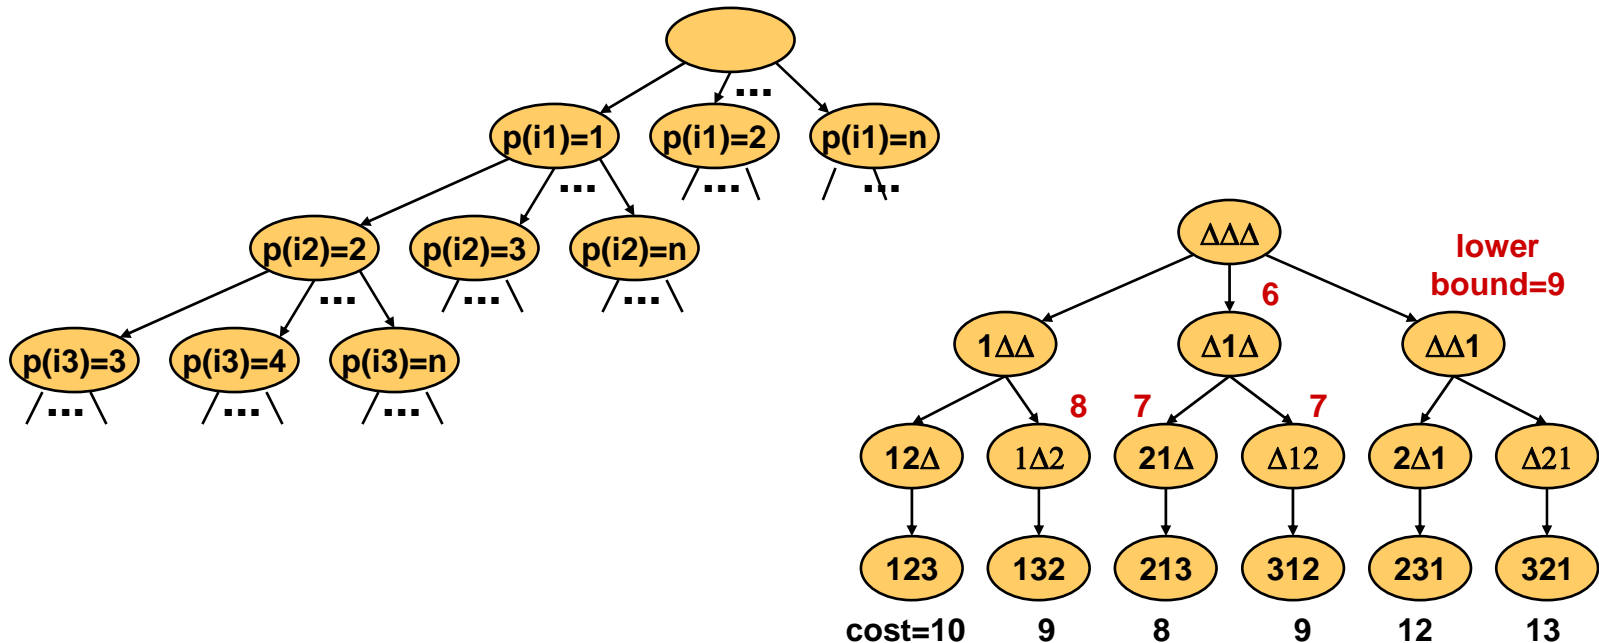 ...
p(i1)=1 p(i1)=2 p(i1)=n
... ... ...
p(i2)=2 p(i2)=3 p(i2)=n
... ... ...
p(i3)=3 p(i3)=4 p(i3)=n
... ... ...
ΔΔΔ
lower
bound=9
6
1ΔΔ Δ1Δ ΔΔ1
8 7 7
12Δ 1Δ2 21Δ Δ12 2Δ1 Δ21
123 132 213 312 231 321
cost=10 9 8 9 12 13